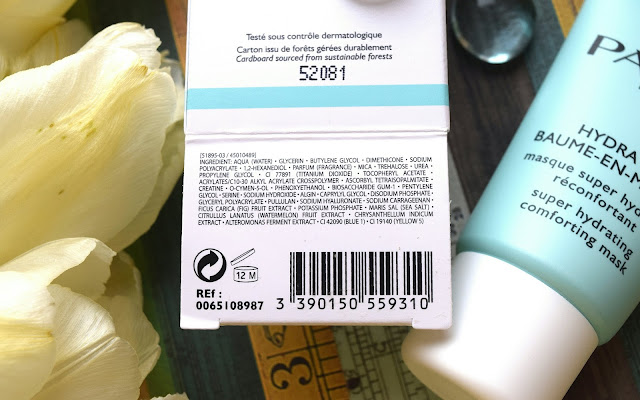 Testé sous contrôle dermatologique
Carton issu de forêts gérées durablement
Cardboard sourced from sustainable forests
52081
[51895-03 / 45010489]
INGREDIENT: AQUA (WATER) • GLYCERIN • BUTYLENE GLYCOL • DIMETHICONE • SODIUM
POLYACRYLATE • 1,2-HEXANEDIOL • PARFUM (FRAGRANCE) • MICA • TREHALOSE • UREA •
PROPYLENE GLYCOL • CI 77891 (TITANIUM DIOXIDE) • TOCOPHERYL ACETATE •
ACRYLATES/C10-30 ALKYL ACRYLATE CROSSPOLYMER • ASCORBYL TETRAISOPALMITATE •
CREATINE • O-CYMEN-5-OL • PHENOXYETHANOL • BIOSACCHARIDE GUM-1 • PENTYLENE
GLYCOL • SERINE • SODIUM HYDROXIDE • ALGIN • CAPRYLYL GLYCOL • DISODIUM PHOSPHATE •
GLYCERYL POLYACRYLATE • PULLULAN • SODIUM HYALURONATE • SODIUM CARRAGEENAN •
FICUS CARICA (FIG) FRUIT EXTRACT • POTASSIUM PHOSPHATE • MARIS SAL (SEA SALT) •
CITRULLUS LANATUS (WATERMELON) FRUIT EXTRACT • CHRYSANTHELLUM INDICUM
EXTRACT • ALTEROMONAS FERMENT EXTRACT • CI 42090 (BLUE 1) • CI 19140 (YELLOW 5)
12 M
REf :
0065108987
3 390150 559310
PA
HYDRA
BAUME-EN-M
masque super hy
réconfortant
super hydrating
comforting mask